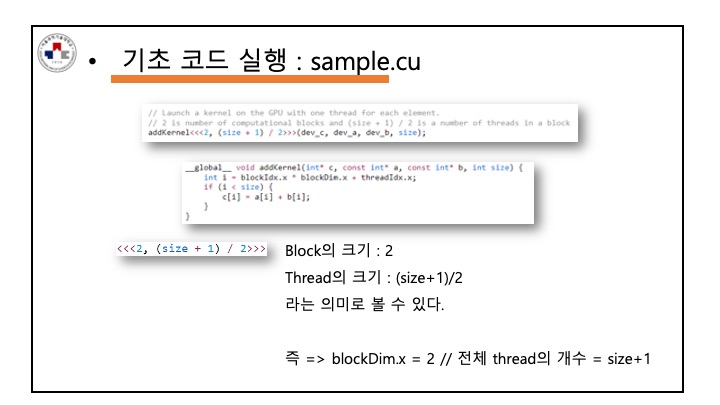 • 기초 코드 실행 : sample.cu
// Launch a kernel on the GPU with one thread for each element.
// 2 is number of computational blocks and (size + 1) / 2 is a number of threads in a block
addKernel<<<2, (size + 1) / 2>>>(dev_c, dev_a, dev_b, size);
__global__ void addKernel(int* c, const int* a, const int* b, int size) {
int i = blockIdx.x * blockDim.x + threadIdx.x;
if (i < size) {
c[i] = a[i] + b[i];
}
}
<<<2, (size + 1) / 2>>>
Block의 크기 : 2
Thread의 크기 : (size+1)/2
라는 의미로 볼 수 있다.
즉 => blockDim.x = 2 // 전체 thread의 개수 = size+1